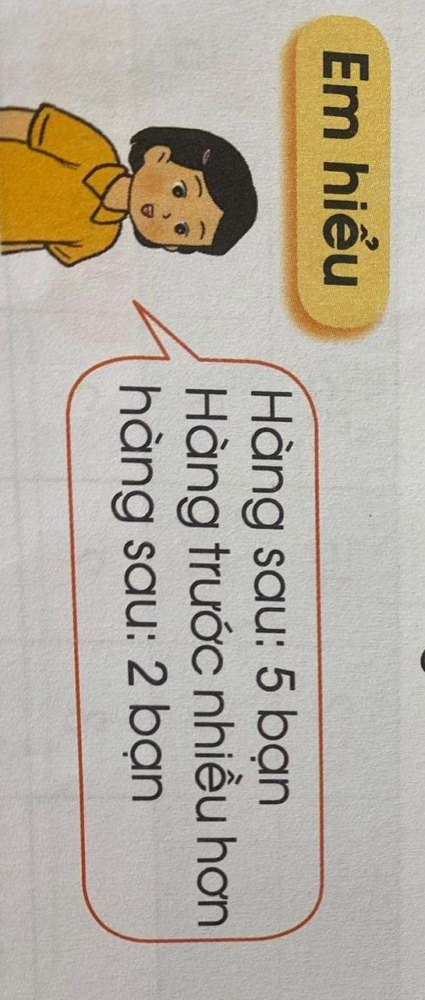 Em hiểu
Hàng sau: 5 bạn
Hàng trước nhiều hơn
hàng sau: 2 bạn